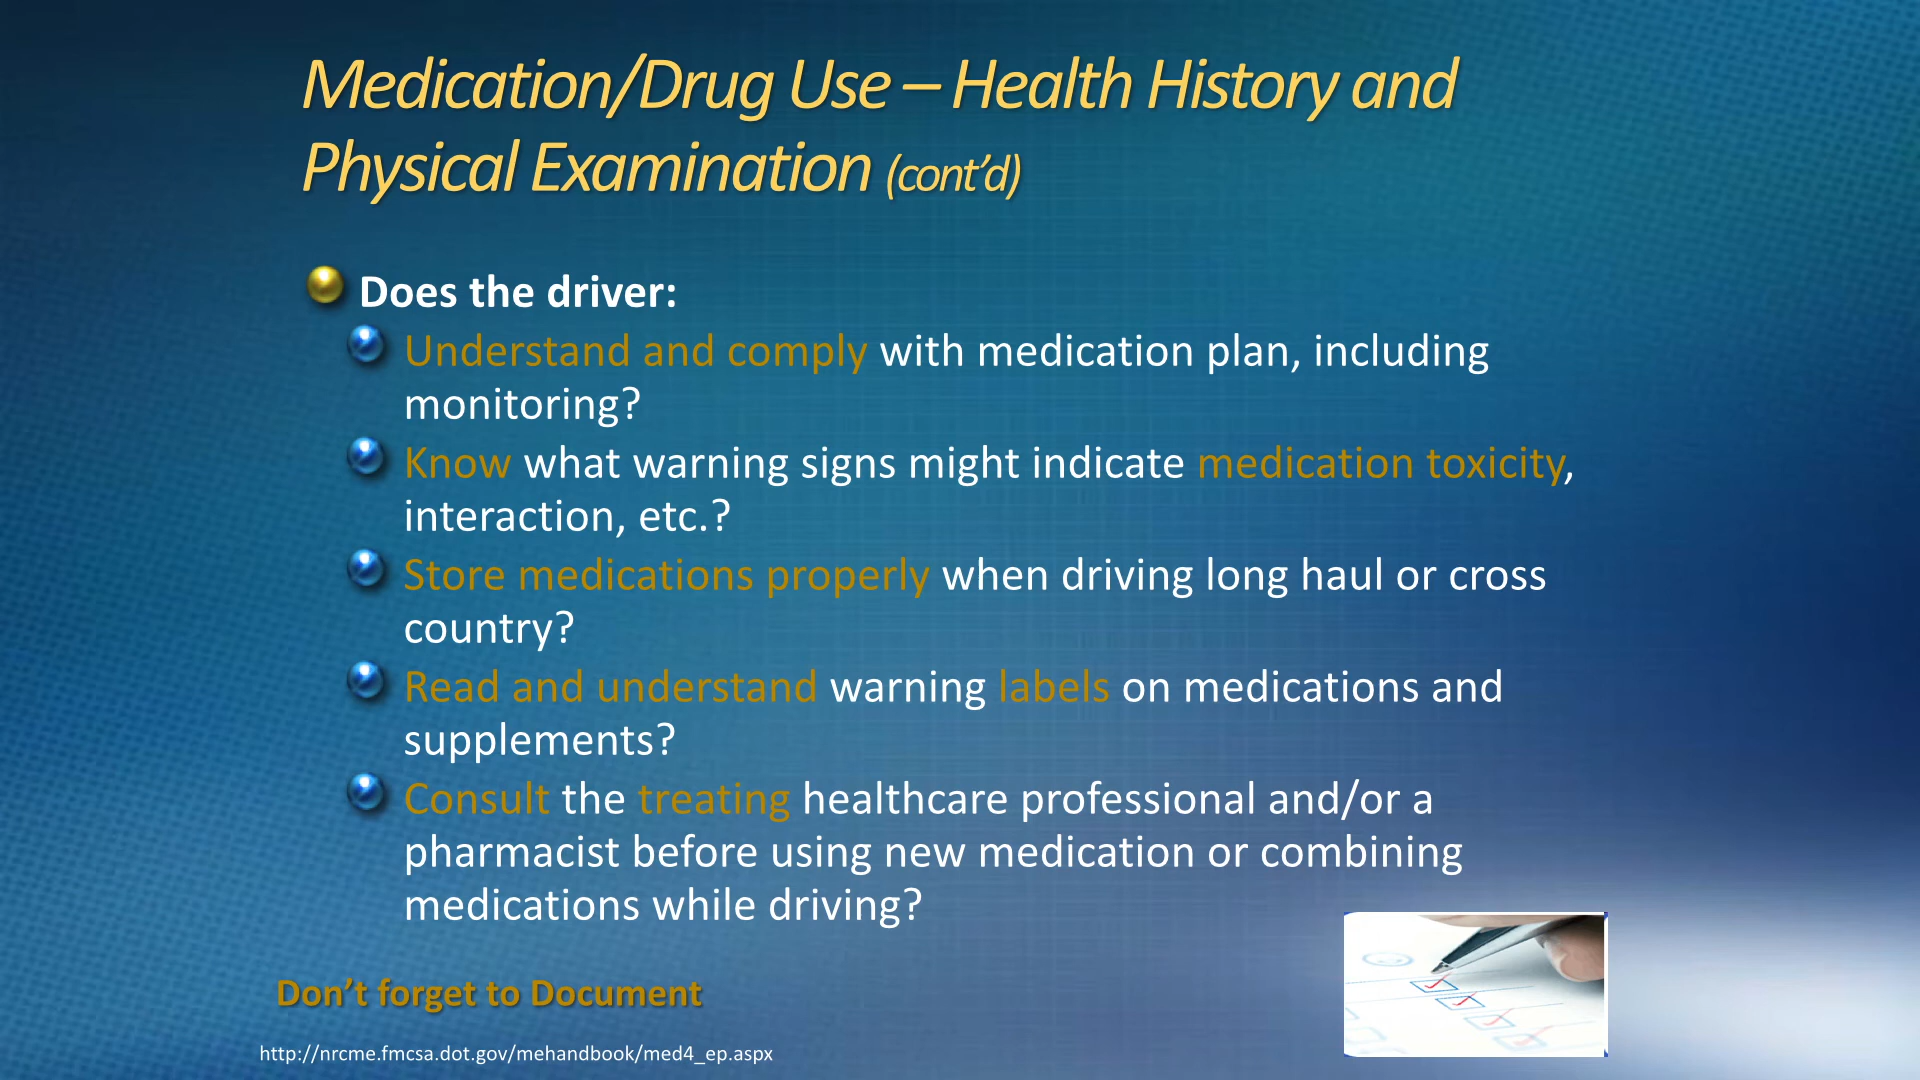 Medication/Drug Use – Health History and
Physical Examination (cont’d)
Does the driver:
Understand and comply with medication plan, including
monitoring?
Know what warning signs might indicate medication toxicity,
interaction, etc.?
Store medications properly when driving long haul or cross
country?
Read and understand warning labels on medications and
supplements?
Consult the treating healthcare professional and/or a
pharmacist before using new medication or combining
medications while driving?
Don’t forget to Document
http://nrcme.fmcsa.dot.gov/mehandbook/med4_ep.aspx